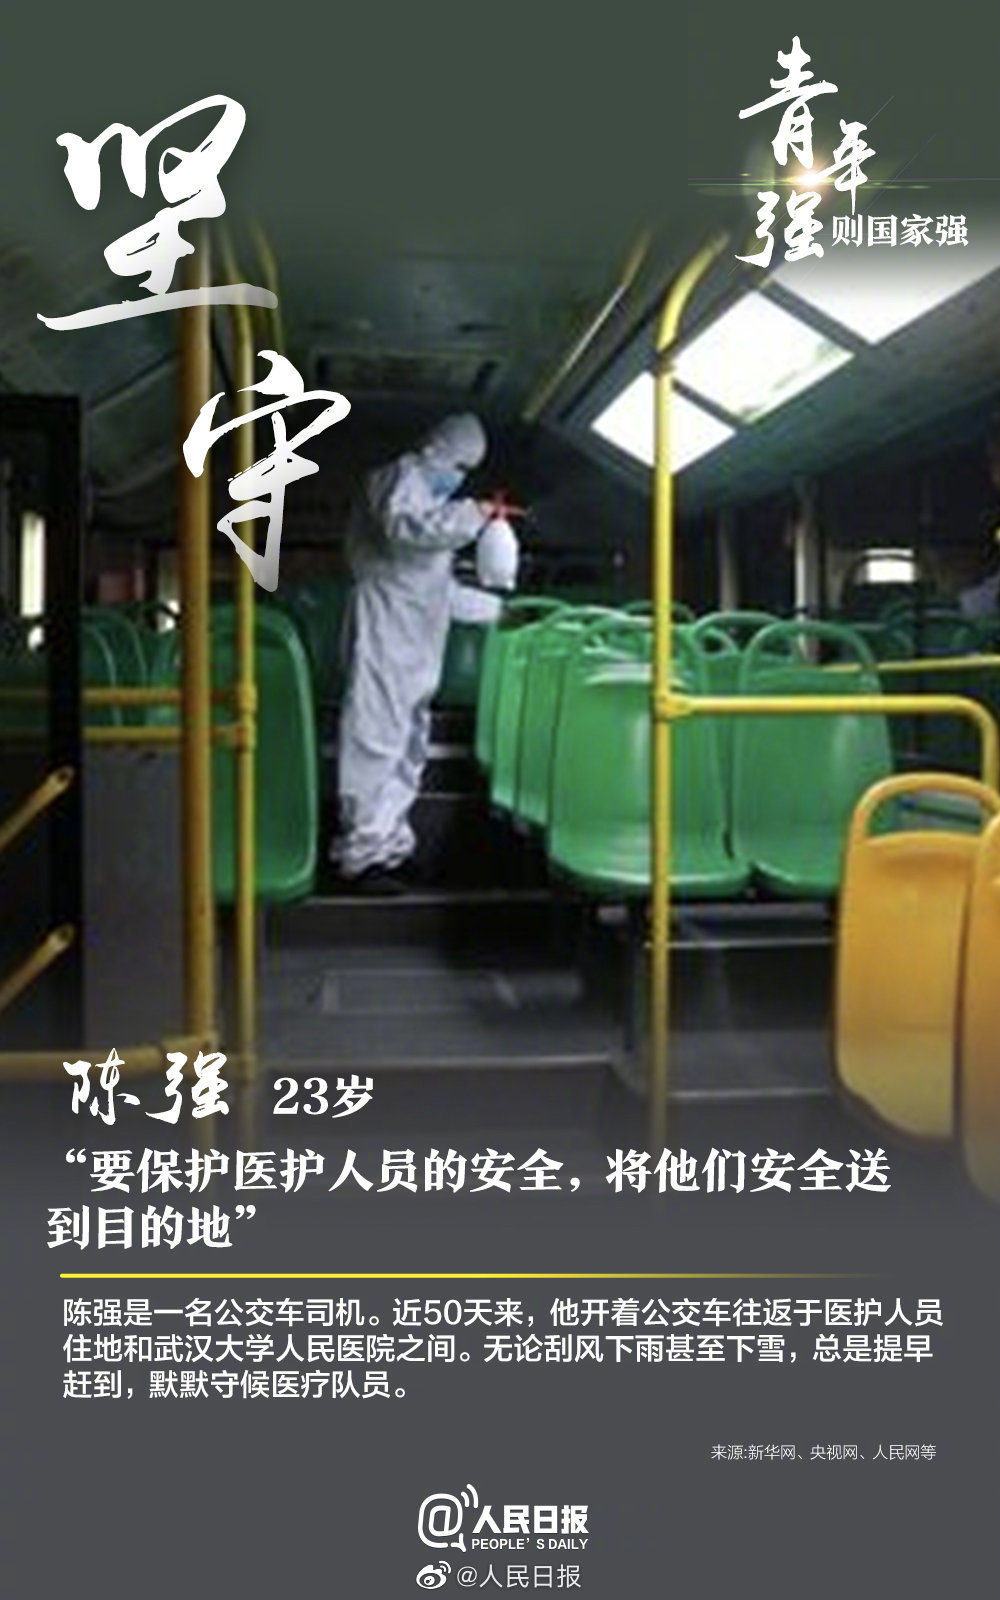 坚守
青年强则国家强
陈强 23岁
“要保护医护人员的安全，将他们安全送
到目的地”
陈强是一名公交车司机。近50天来，他开着公交车往返于医护人员
住地和武汉大学人民医院之间。无论刮风下雨甚至下雪，总是提早
赶到，默默守候医疗队员。
来源:新华网、央视网、人民网等
@人民日报
PEOPLE'S DAILY
@人民日报